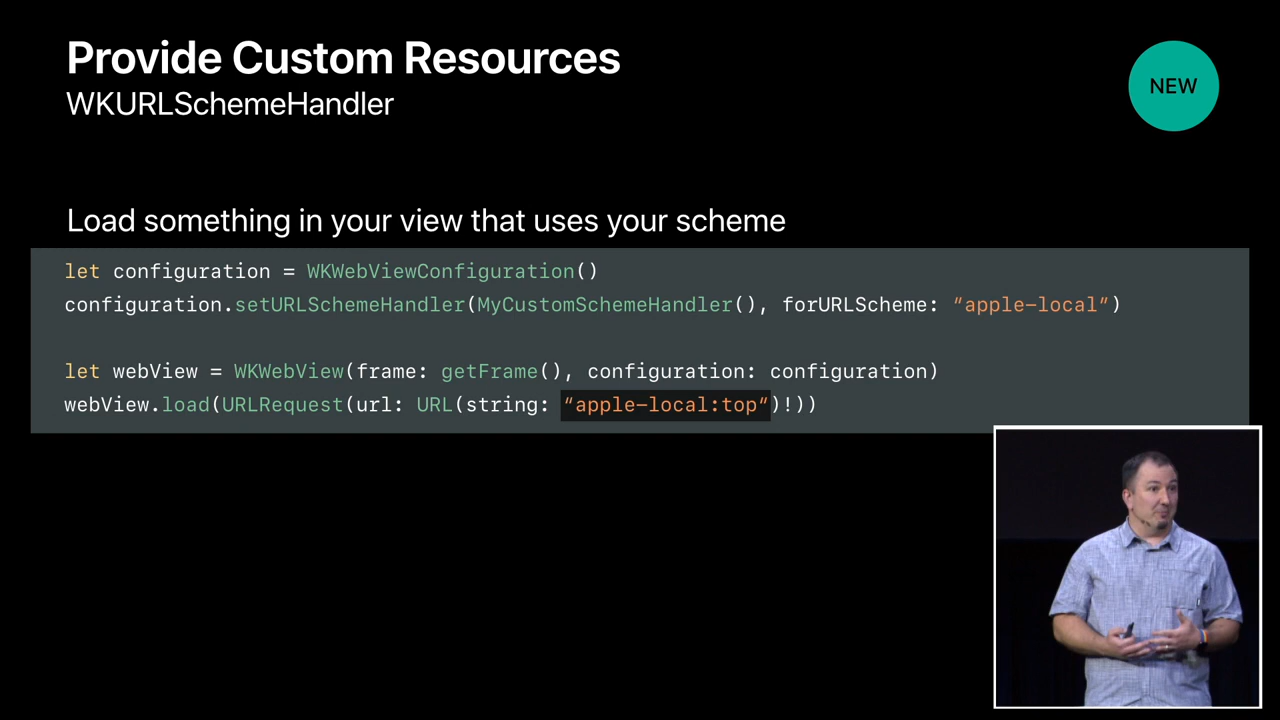 Provide Custom Resources
WKURLSchemeHandler
NEW
Load something in your view that uses your scheme
let configuration = WKWebViewConfiguration()
configuration.setURLSchemeHandler(MyCustomSchemeHandler(), forURLScheme: “apple-local”)
let webView = WKWebView(frame: getFrame(), configuration: configuration)
webView.load(URLRequest(url: URL(string: “apple-local:top”)!))